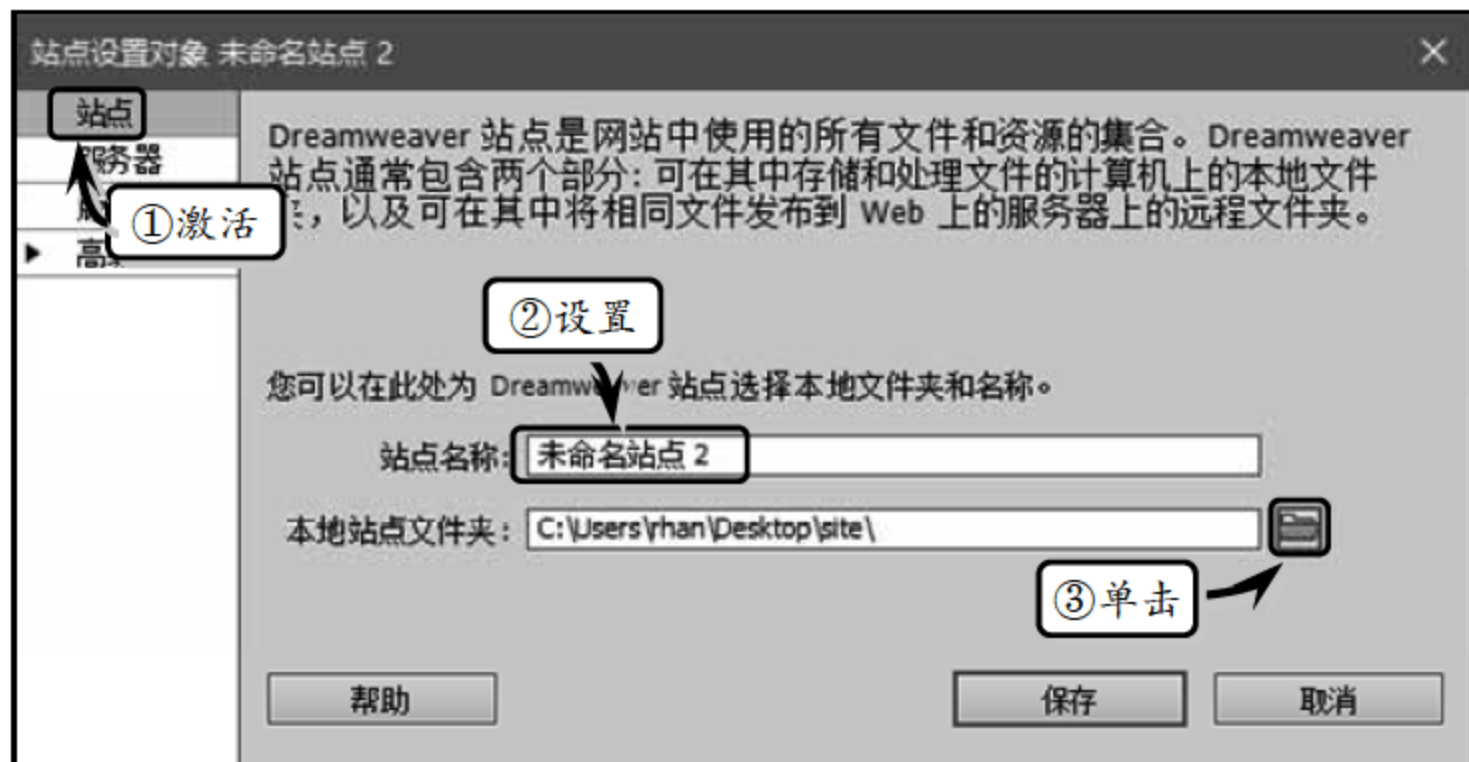 站点设置对象 未命名站点 2
站点
服务器
①激活
Dreamweaver 站点是网站中使用的所有文件和资源的集合。Dreamweaver
站点通常包含两个部分：可在其中存储和处理文件的计算机上的本地文件
夹，以及可在其中将相同文件发布到 Web 上的服务器上的远程文件夹。
②设置
您可以在此处为 Dreamweaver 站点选择本地文件夹和名称。
站点名称：未命名站点 2
本地站点文件夹：C:\Users\rhan\Desktop\site\
③单击
帮助 保存 取消